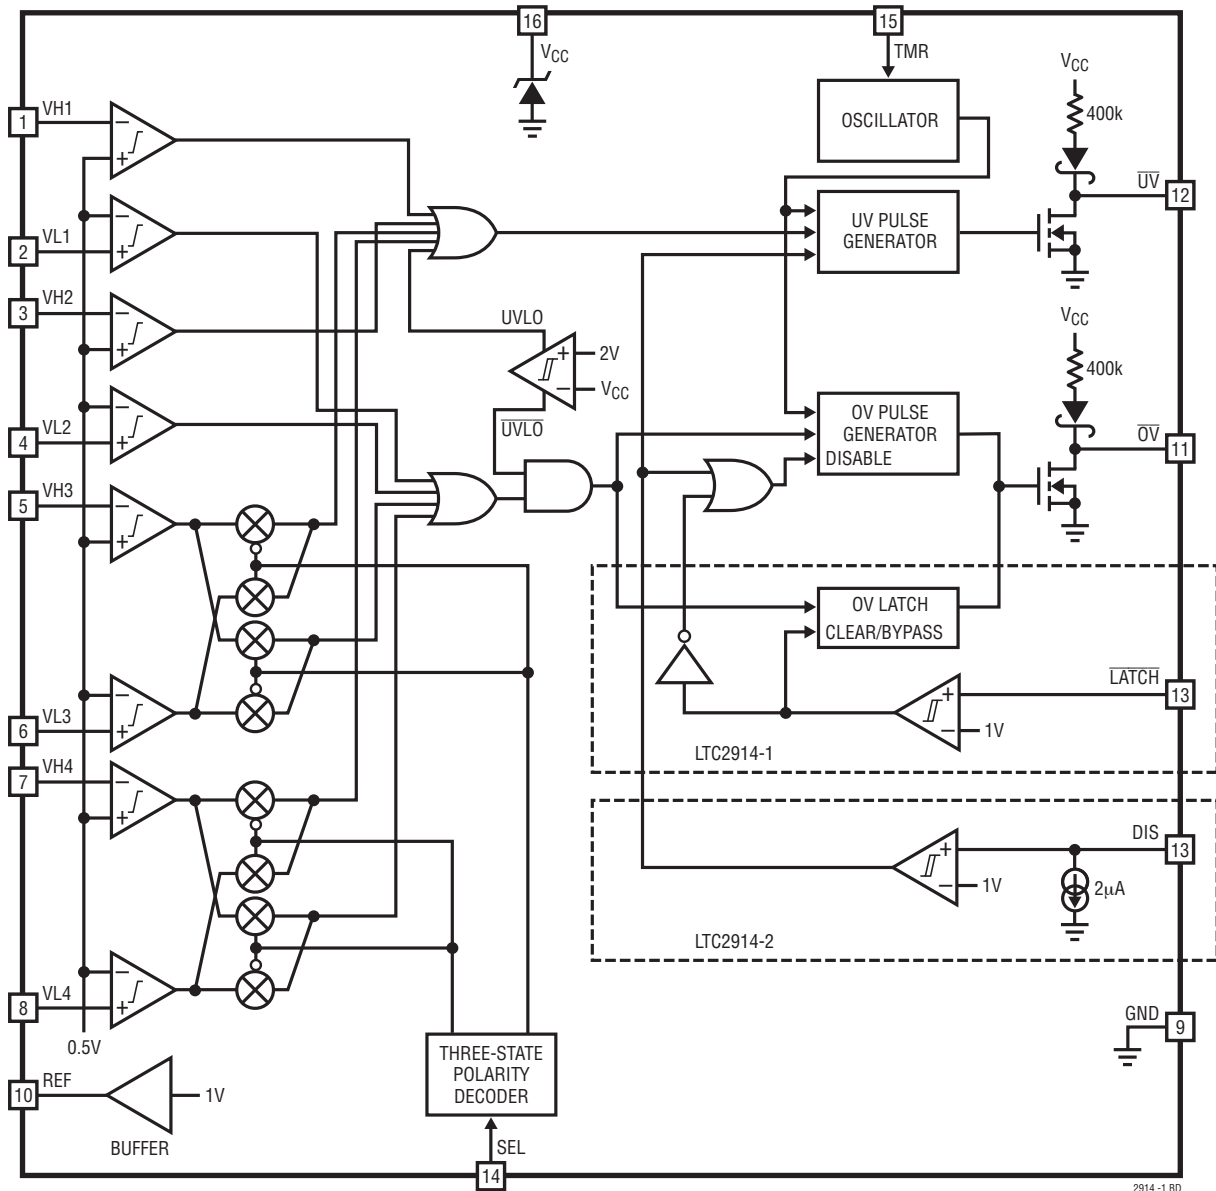 16
VCC
15
TMR
VCC
400k
OSCILLATOR
1
VH1
−
+
UV
12
UV PULSE
GENERATOR
2
VL1
−
+
3
VH2
−
+
UVLO
+
2V
−
VCC
UVLO
VCC
400k
4
VL2
−
+
OV PULSE
GENERATOR
DISABLE
OV
11
5
VH3
−
+
OV LATCH
CLEAR/BYPASS
6
VL3
−
+
LATCH
13
+
−
1V
LTC2914-1
7
VH4
−
+
DIS
13
+
−
1V
2µA
LTC2914-2
8
VL4
−
+
0.5V
GND
9
10
REF
1V
BUFFER
THREE-STATE
POLARITY
DECODER
SEL
14
2914 -1 BD